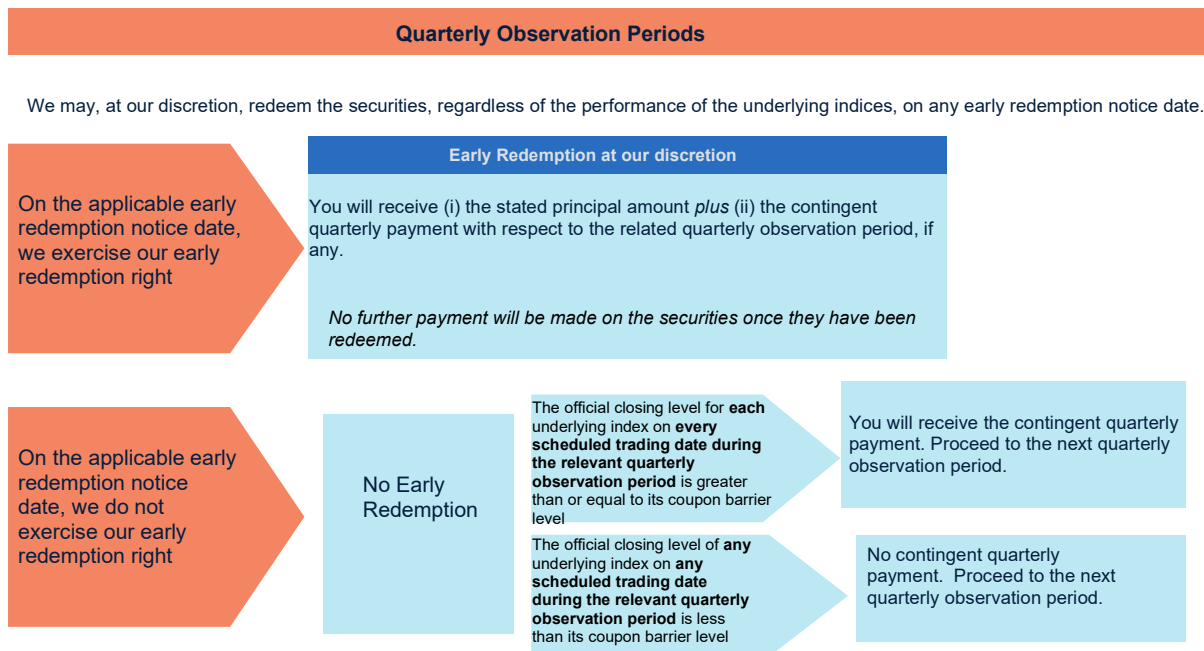 Quarterly Observation Periods
We may, at our discretion, redeem the securities, regardless of the performance of the underlying indices, on any early redemption notice date.
On the applicable early
redemption notice date,
we exercise our early
redemption right
Early Redemption at our discretion
You will receive (i) the stated principal amount plus (ii) the contingent
quarterly payment with respect to the related quarterly observation period, if
any.
No further payment will be made on the securities once they have been
redeemed.
On the applicable early
redemption notice
date, we do not
exercise our early
redemption right
No Early
Redemption
The official closing level for each
underlying index on every
scheduled trading date during
the relevant quarterly
observation period is greater
than or equal to its coupon barrier
level
You will receive the contingent quarterly
payment. Proceed to the next quarterly
observation period.
The official closing level of any
underlying index on any
scheduled trading date
during the relevant quarterly
observation period is less
than its coupon barrier level
No contingent quarterly
payment.  Proceed to the next
quarterly observation period.